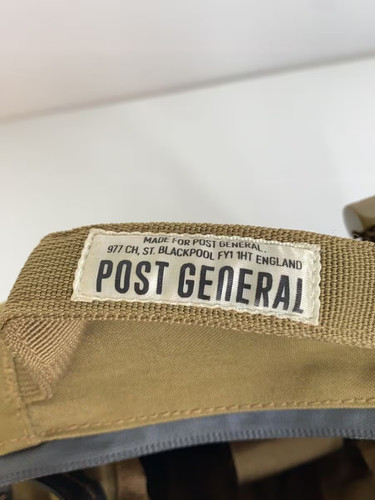 MADE FOR POST GENERAL.
977 CH, ST. BLACKPOOL FY1 1HT ENGLAND
POST GENERAL